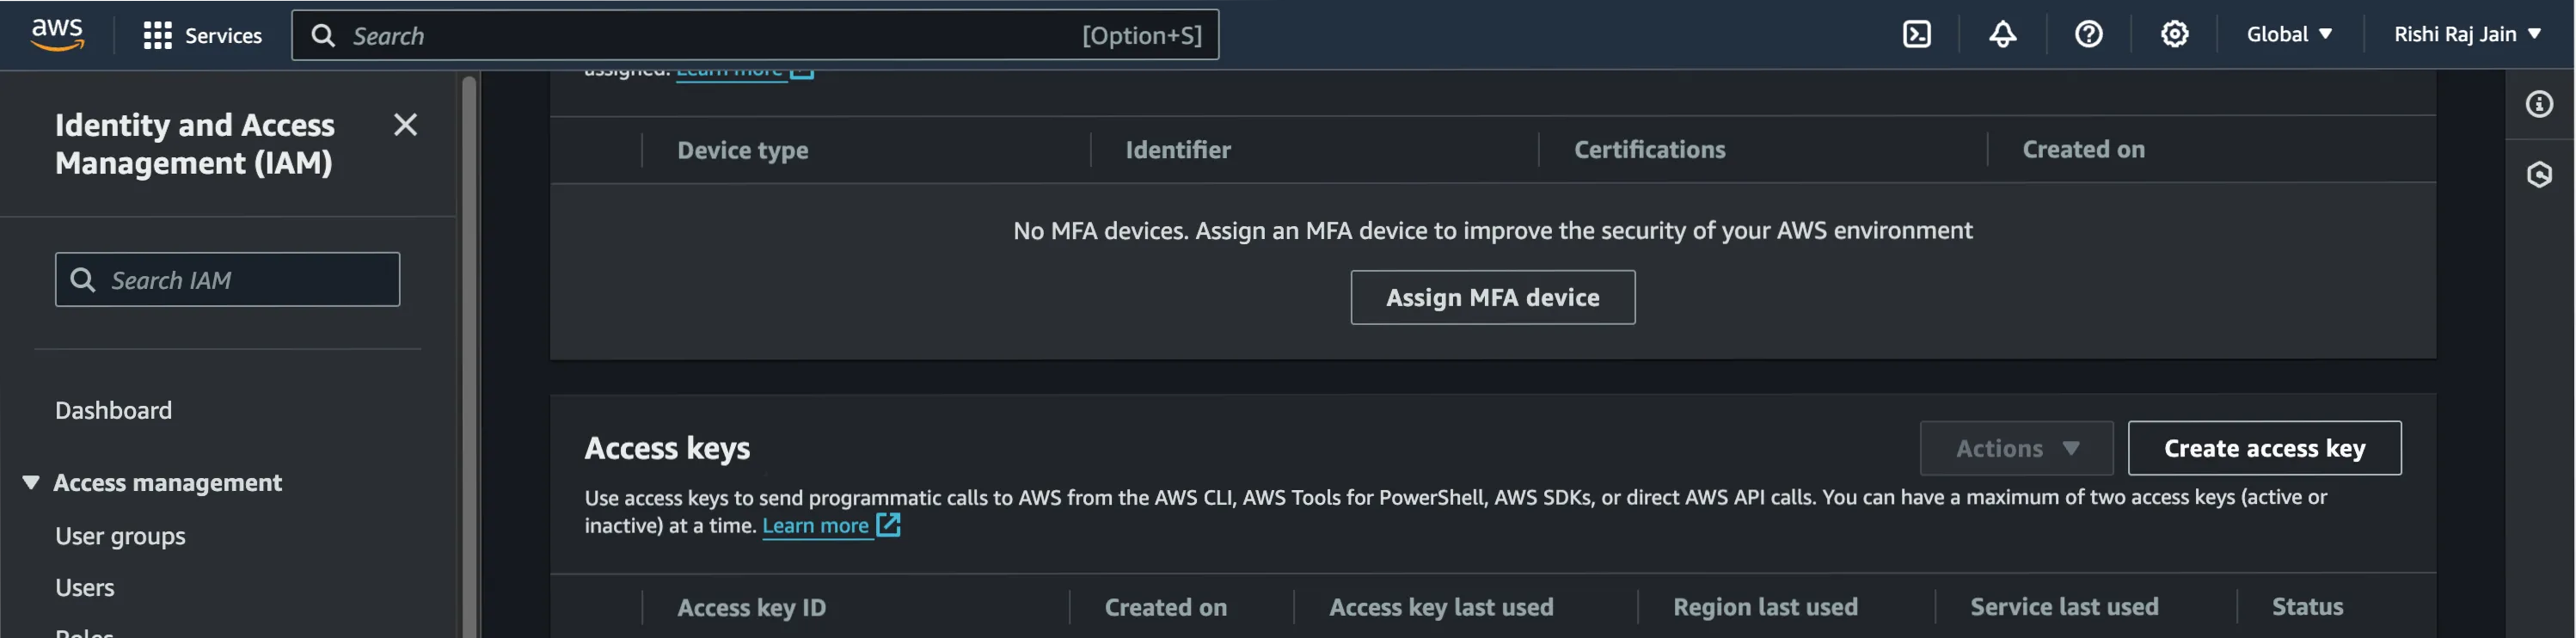 aws
Services
Search
[Option+S]
Global
Rishi Raj Jain
Identity and Access
Management (IAM)
Search IAM
Dashboard
Access management
User groups
Users
Roles
assigned. Learn more
Device type
Identifier
Certifications
Created on
No MFA devices. Assign an MFA device to improve the security of your AWS environment
Assign MFA device
Access keys
Actions
Create access key
Use access keys to send programmatic calls to AWS from the AWS CLI, AWS Tools for PowerShell, AWS SDKs, or direct AWS API calls. You can have a maximum of two access keys (active or
inactive) at a time. Learn more
Access key ID
Created on
Access key last used
Region last used
Service last used
Status